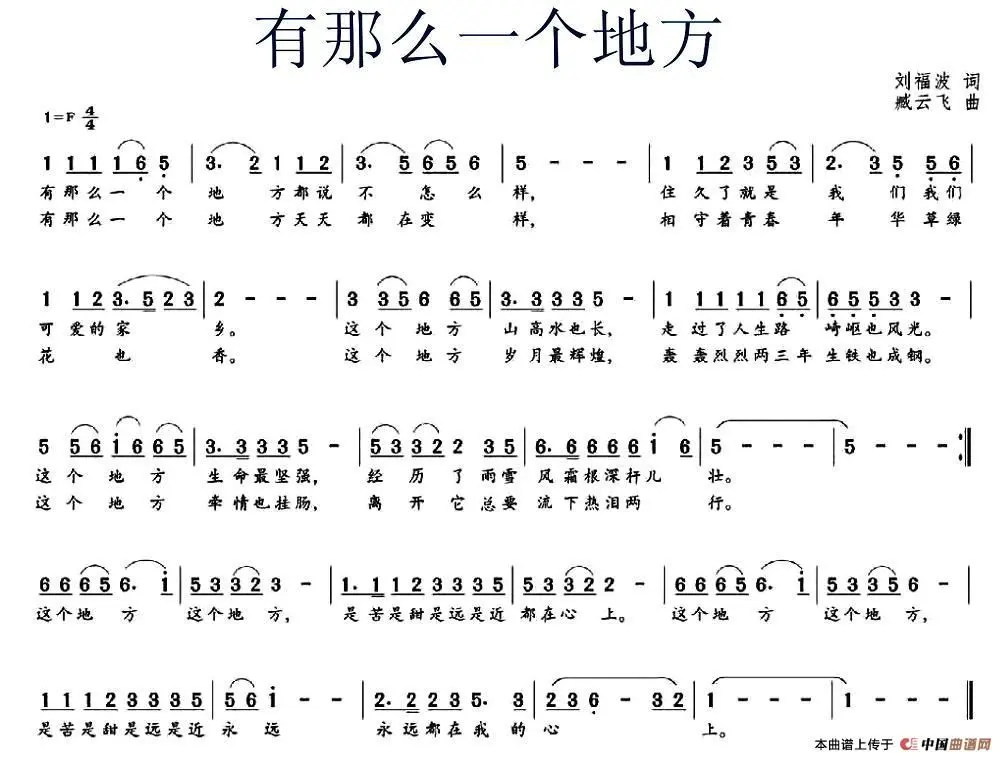 有那么一个地方
刘福波 词
臧云飞 曲
1=F 4/4
1 1 1 1 1 6 5 | 3. 2 1 1 2 | 3. 5 6 5 6 | 5 - - - | 1 1 2 3 5 3 | 2. 3 5 5 6 |
有那么一个地方都说不怎么样, 住久了就是我们我们
有那么一个地方天天都在变样, 相守着青春年华草绿
1 1 2 3. 5 2 3 | 2 - - - | 3 3 5 6 6 5 | 3. 3 3 3 5 - | 1 1 1 1 1 6 5 | 6 5 5 3 3 - |
可爱的家乡。 这个地方山高水也长, 走过了人生路崎岖也风光。
花也香。 这个地方岁月最辉煌, 轰轰烈烈两三年生铁也成钢。
5 5 6 i 6 6 5 | 3. 3 3 3 5 - | 5 3 3 2 2 3 5 | 6. 6 6 6 6 i 6 | 5 - - - | 5 - - - :||
这个地方生命最坚强, 经历了雨雪风霜根深杆儿壮。
这个地方牵情也挂肠, 离开它总要流下热泪两行。
6 6 6 5 6. i | 5 3 3 2 3 - | 1. 1 1 2 3 3 3 5 | 5 3 3 2 2 - | 6 6 6 5 6. i | 5 3 3 5 6 - |
这个地方这个地方, 是苦是甜是远是近都在心上。 这个地方这个地方,
1 1 1 2 3 3 3 5 | 5 6 i - - | 2. 2 2 3 5. 3 | 2 3 6 - 3 2 | 1 - - - | 1 - - - ||
是苦是甜是远是近永远 永远都在我的心上。
本曲谱上传于 中国曲谱网